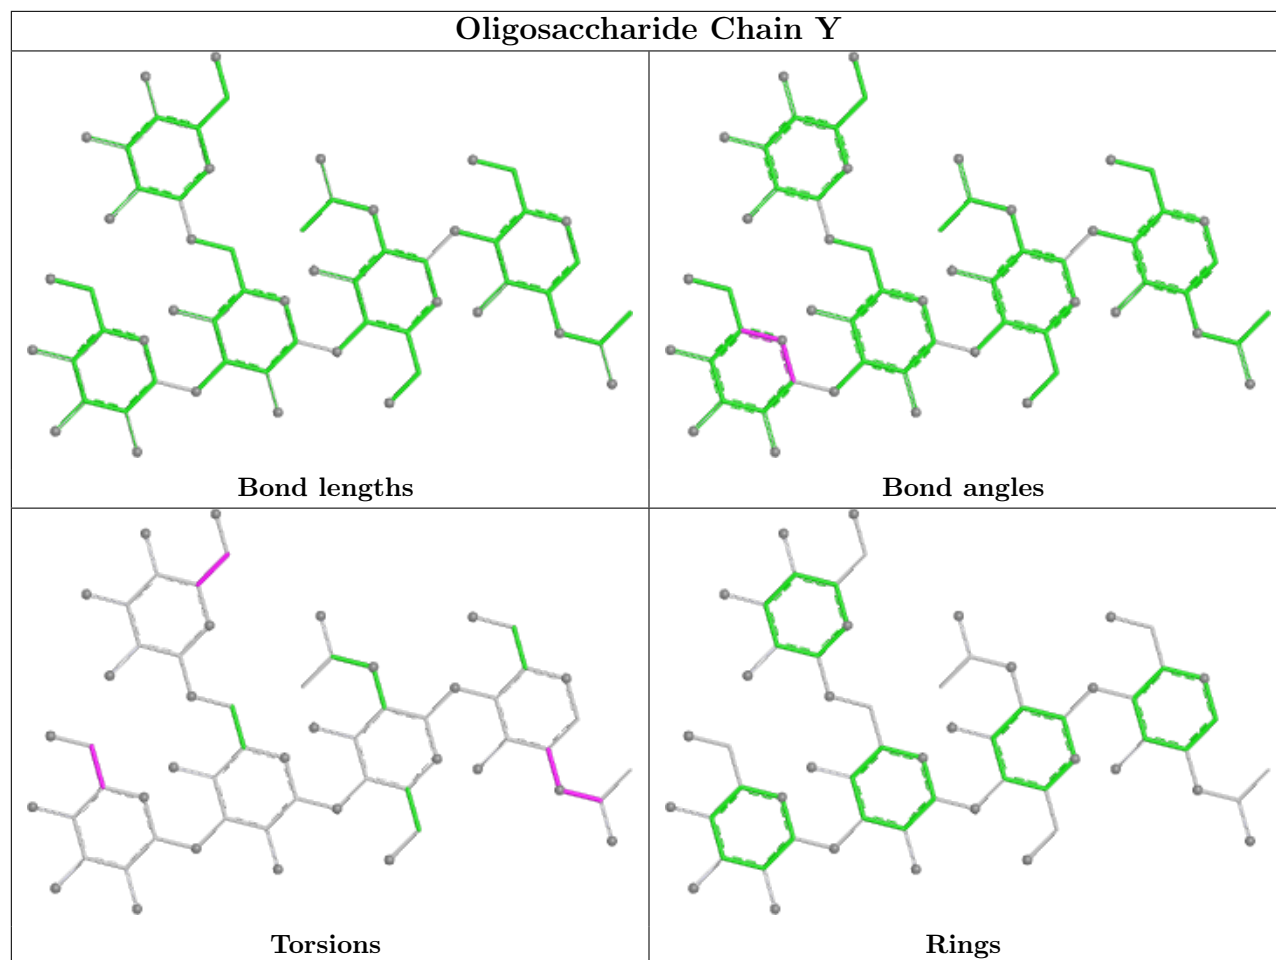 Oligosaccharide Chain Y
Bond lengths
Bond angles
Torsions
Rings